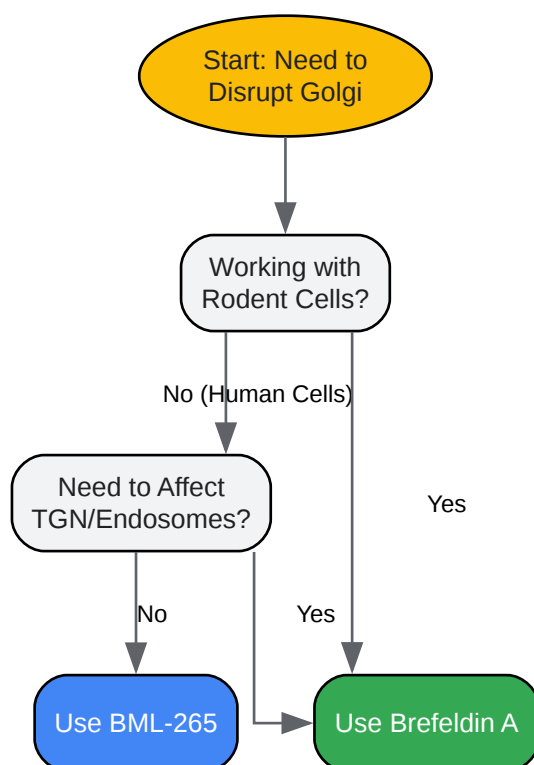 Start: Need to
Disrupt Golgi
Working with
Rodent Cells?
No (Human Cells)
Need to Affect
TGN/Endosomes?
Yes
No
Yes
Use BML-265
Use Brefeldin A